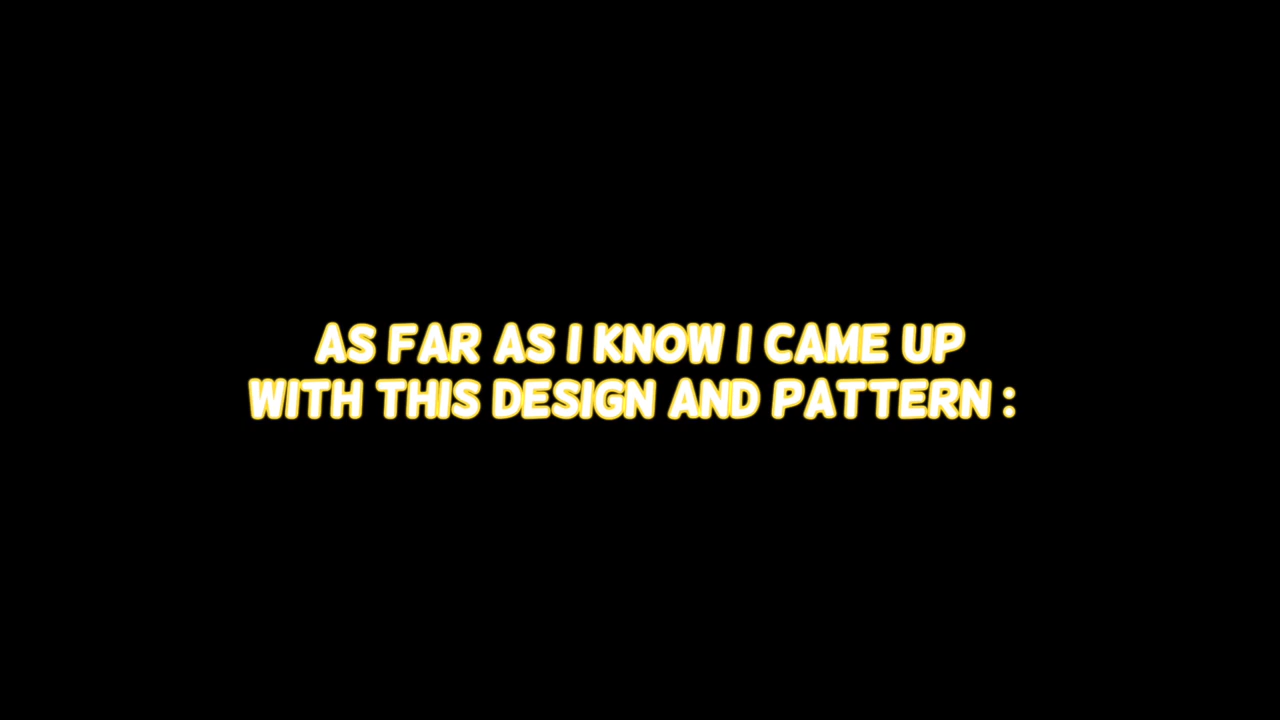 AS FAR AS I KNOW I CAME UP
WITH THIS DESIGN AND PATTERN :